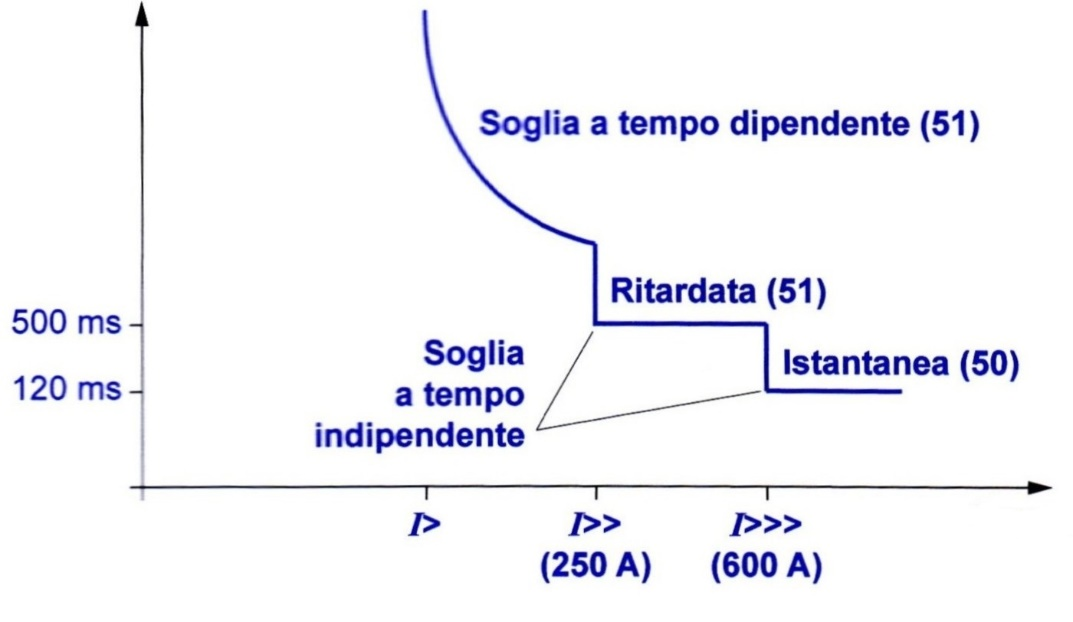 Soglia a tempo dipendente (51)
Ritardata (51)
500 ms
Soglia
a tempo
indipendente
Istantanea (50)
120 ms
I>
I>>
(250 A)
I>>>
(600 A)